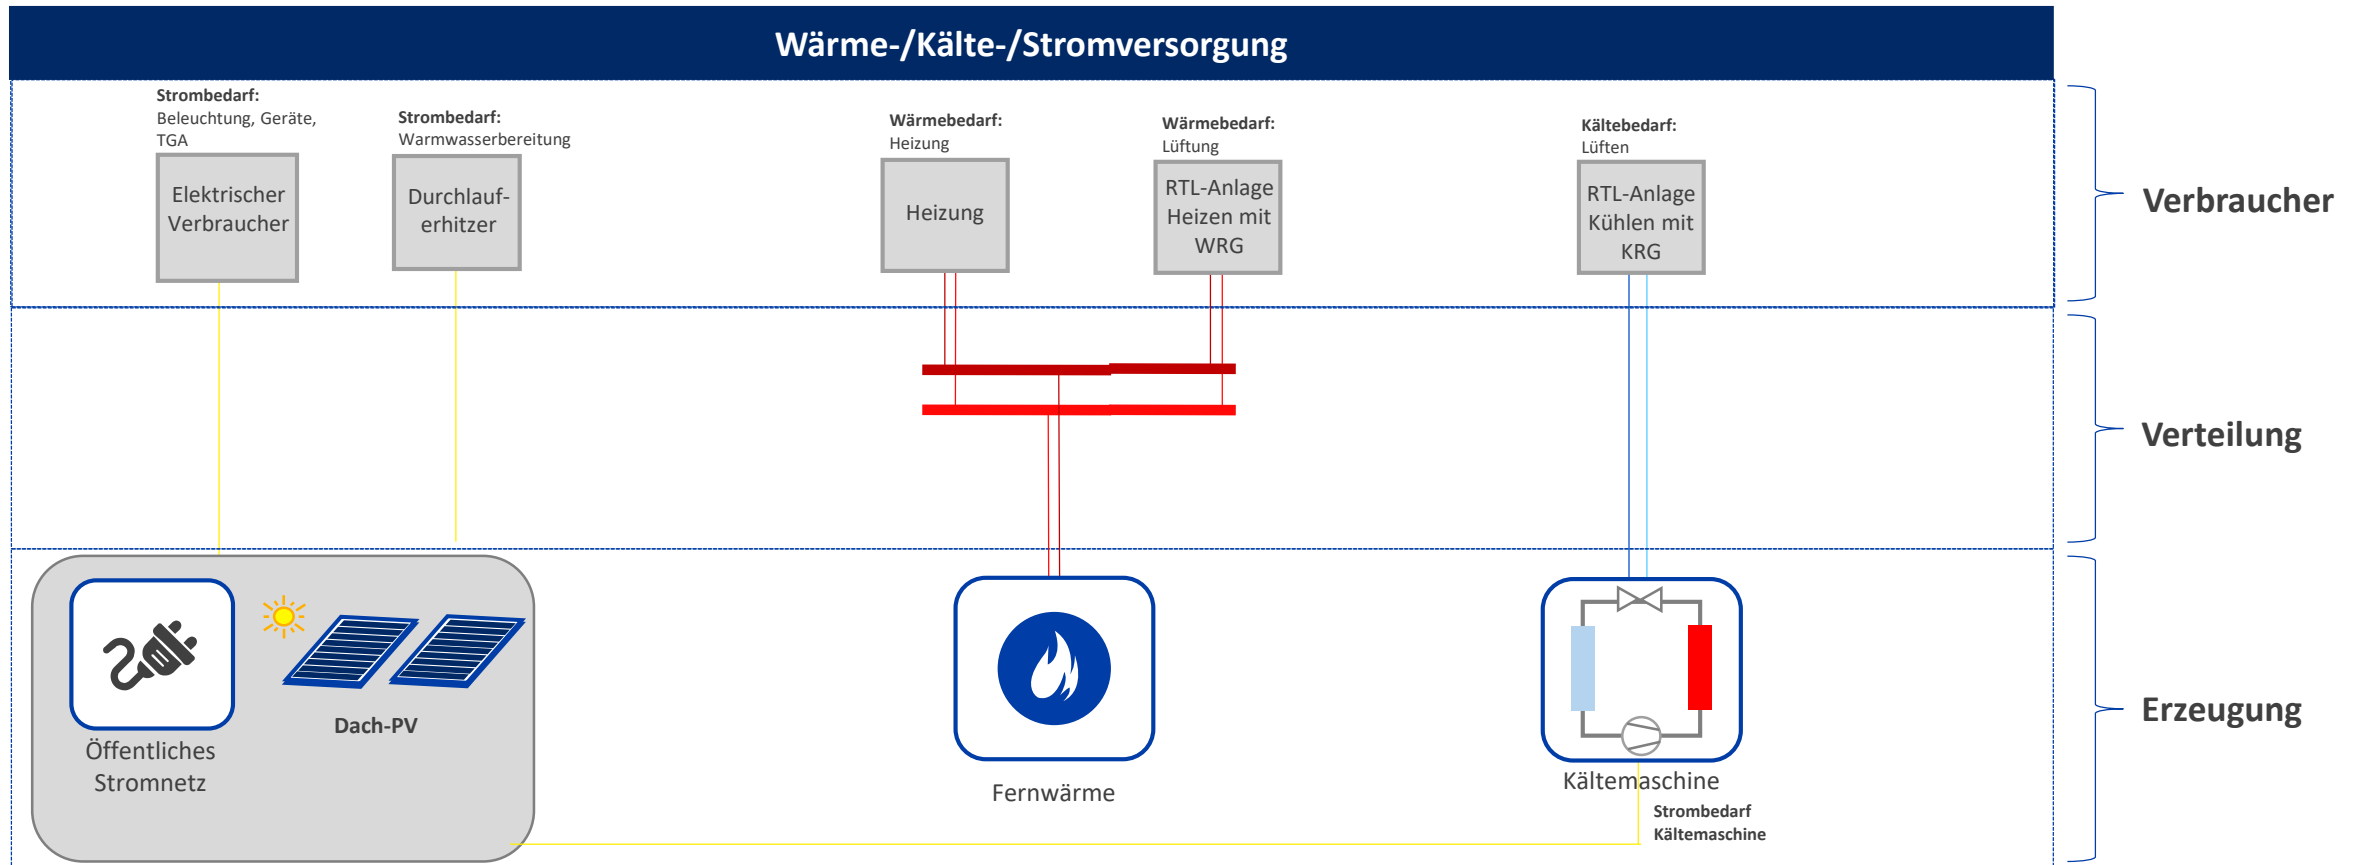 Wärme-/Kälte-/Stromversorgung
Strombedarf:
Beleuchtung, Geräte,
TGA
Elektrischer
Verbraucher
Strombedarf:
Warmwasserbereitung
Durchlauf-
erhitzer
Wärmebedarf:
Heizung
Heizung
Wärmebedarf:
Lüftung
RTL-Anlage
Heizen mit
WRG
Kältebedarf:
Lüften
RTL-Anlage
Kühlen mit
KRG
Verbraucher
Verteilung
Öffentliches
Stromnetz
Dach-PV
Fernwärme
Kältemaschine
Strombedarf
Kältemaschine
Erzeugung